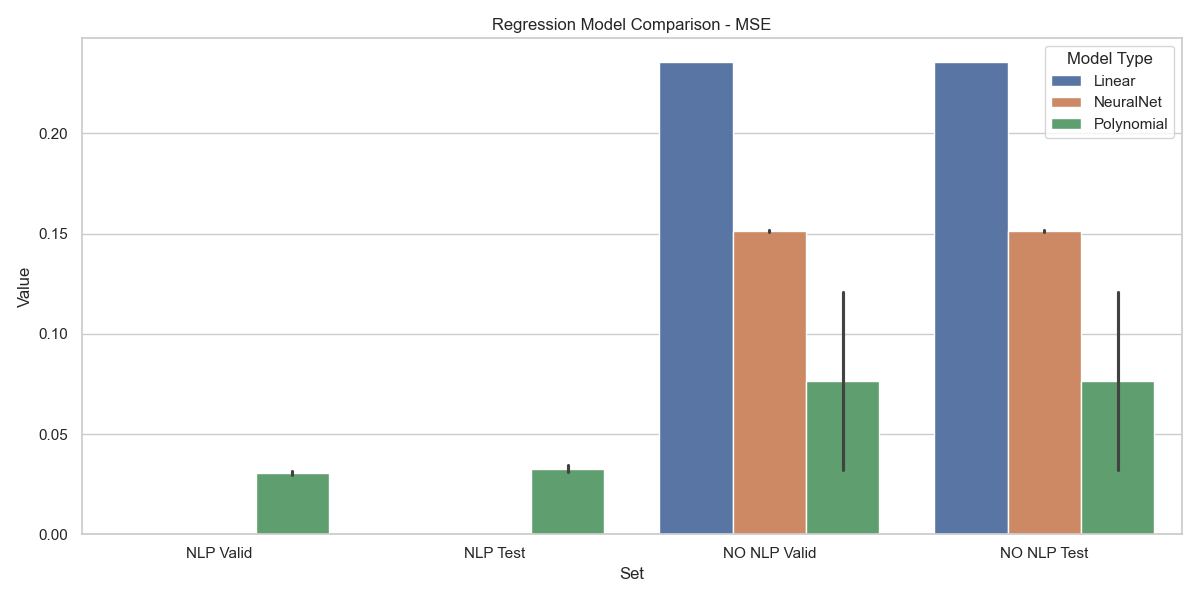 Regression Model Comparison - MSE
Model Type
Linear
NeuralNet
Polynomial
Value
0.20
0.15
0.10
0.05
0.00
NLP Valid
NLP Test
NO NLP Valid
NO NLP Test
Set